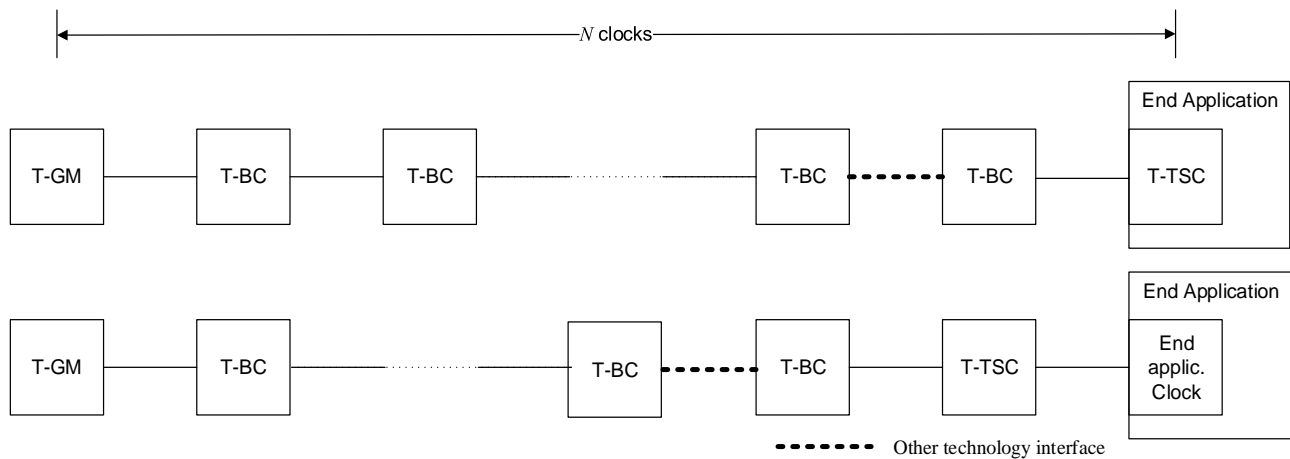 N clocks
End Application
T-GM
T-BC
T-BC
T-BC
T-BC
T-TSC
End Application
T-GM
T-BC
T-BC
T-BC
T-TSC
End
applic.
Clock
Other technology interface